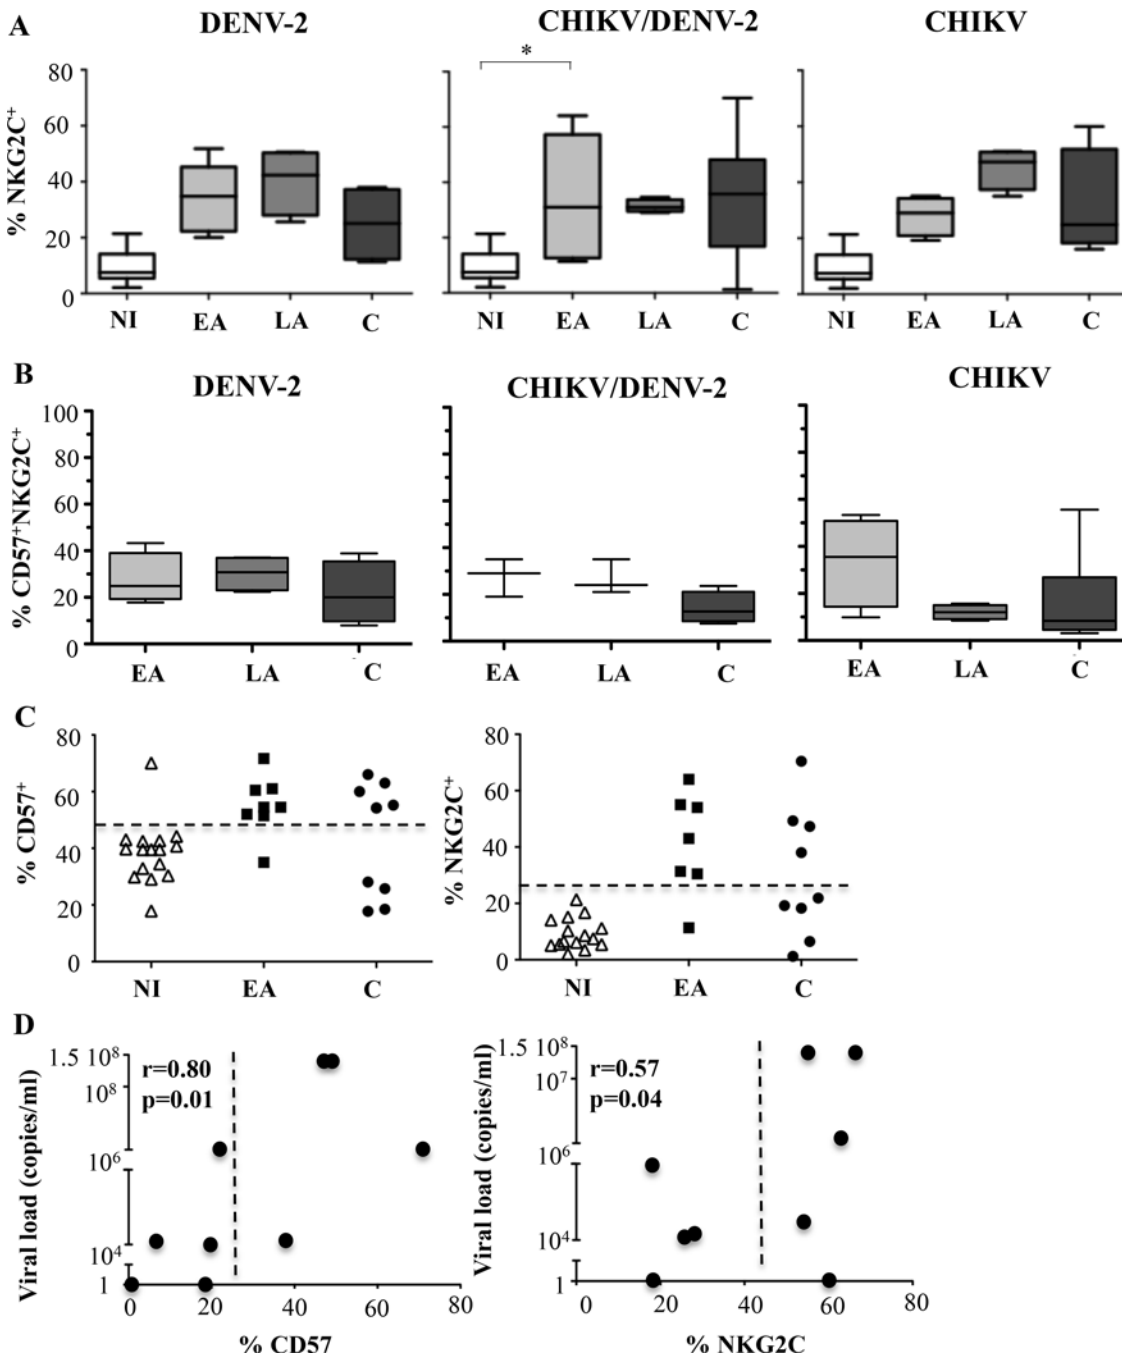 A
DENV-2
CHIKV/DENV-2
CHIKV
*
% NKG2C+
80
60
40
20
0
NI EA LA C
NI EA LA C
NI EA LA C
B
DENV-2
CHIKV/DENV-2
CHIKV
% CD57+NKG2C+
100
80
60
40
20
0
EA LA C
EA LA C
EA LA C
C
% CD57+
80
60
40
20
0
NI EA C
% NKG2C+
80
60
40
20
0
NI EA C
D
Viral load (copies/ml)
1.5 10⁸
10⁸
10⁶
10⁴
1
r=0.80
p=0.01
0 20 40 60 80
% CD57
Viral load (copies/ml)
1.5 10⁸
10⁷
10⁶
10⁴
1
r=0.57
p=0.04
0 20 40 60 80
% NKG2C